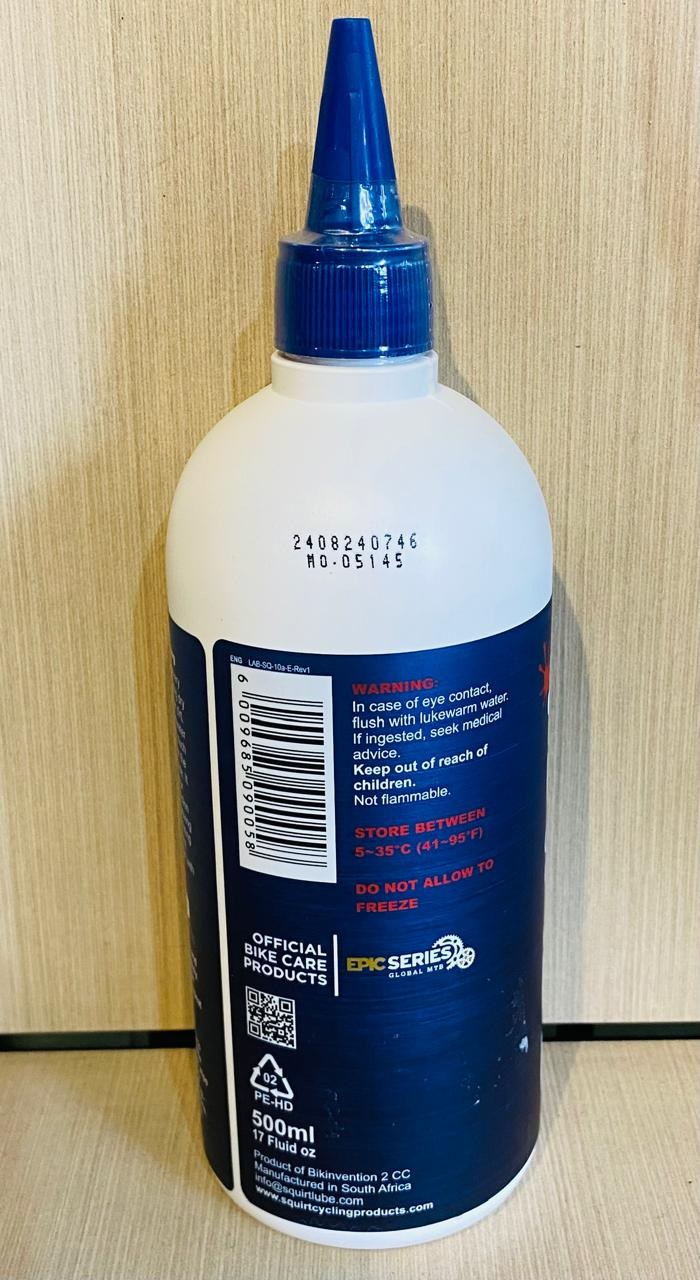 2408240746
MO-05145
ENG LAB-SQ-10a-E-Rev1
6 009685 090058
WARNING:
In case of eye contact,
flush with lukewarm water.
If ingested, seek medical
advice.
Keep out of reach of
children.
Not flammable.
STORE BETWEEN
5~35°C (41~95°F)
DO NOT ALLOW TO
FREEZE
OFFICIAL
BIKE CARE
PRODUCTS
EPIC SERIES
GLOBAL MTB
02
PE-HD
500ml
17 Fluid oz
Product of Bikinvention 2 CC
Manufactured in South Africa
info@squirtlube.com
www.squirtcyclingproducts.com